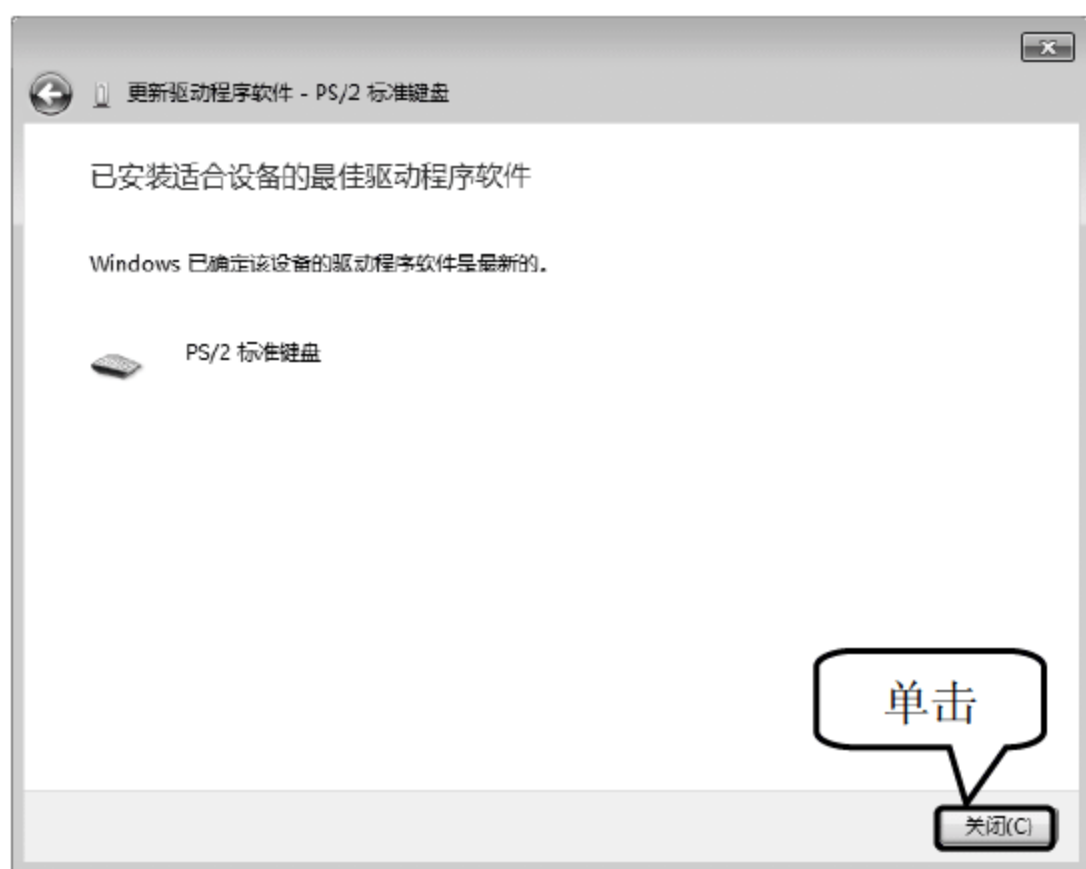 更新驱动程序软件 - PS/2 标准键盘
已安装适合设备的最佳驱动程序软件
Windows 已确定该设备的驱动程序软件是最新的。
PS/2 标准键盘
单击
关闭(C)